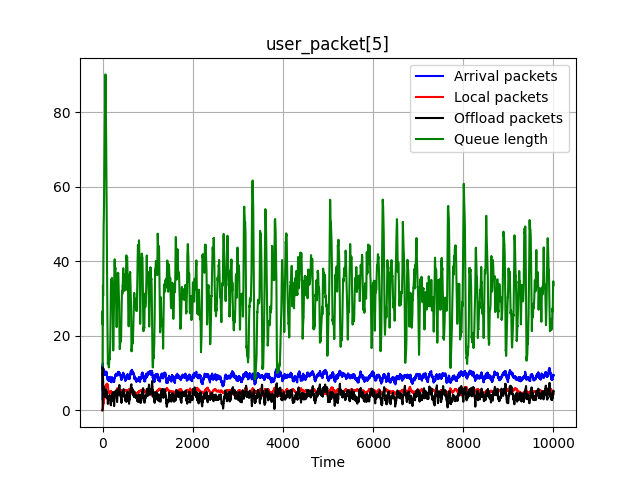 user_packet[5]
Arrival packets
Local packets
Offload packets
Queue length
80
60
40
20
0
0 2000 4000 6000 8000 10000
Time